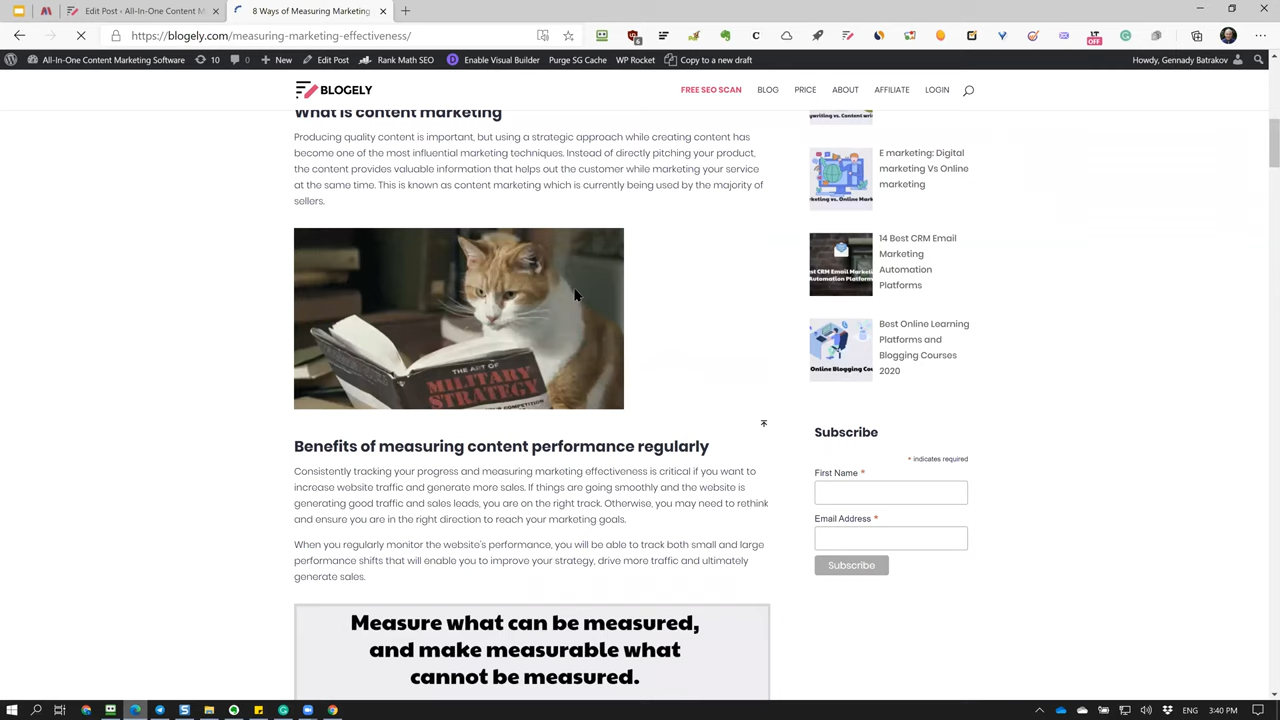 Edit Post ‹ All-In-One Content M
6 Ways to Measure Marketing
https://blogely.com/measuring-marketing-effectiveness/
All-In-One Content Marketing Software
10
0
New
Edit Post
Rank Math SEO
Enable Visual Builder
Purge SG Cache
WP Rocket
Copy to a new draft
Howdy, Gennady Batrakov
BLOGELY
FREE SEO SCAN
BLOG
PRICE
ABOUT
AFFILIATE
LOGIN
What is content marketing
Producing quality content is important, but using a strategic approach while creating content has
become one of the most influential marketing techniques. Instead of directly pitching your product,
the content provides valuable information that helps out the customer while marketing your service
at the same time. This is known as content marketing which is currently being used by the majority of
sellers.
THE ART OF
MILITARY
STRATEGY
Benefits of measuring content performance regularly
Consistently tracking your progress and measuring marketing effectiveness is critical if you want to
increase website traffic and generate more sales. If things are going smoothly and the website is
generating good traffic and sales leads, you are on the right track. Otherwise, you may need to rethink
and ensure you are in the right direction to reach your marketing goals.
When you regularly monitor the website's performance, you will be able to track both small and large
performance shifts that will enable you to improve your strategy, drive more traffic and ultimately
generate sales.
Measure what can be measured,
and make measurable what
cannot be measured.
E marketing: Digital
marketing Vs Online
marketing
14 Best CRM Email
Marketing
Automation
Platforms
Best Online Learning
Platforms and
Blogging Courses
2020
Subscribe
* indicates required
First Name *
Email Address *
Subscribe
3:40 PM